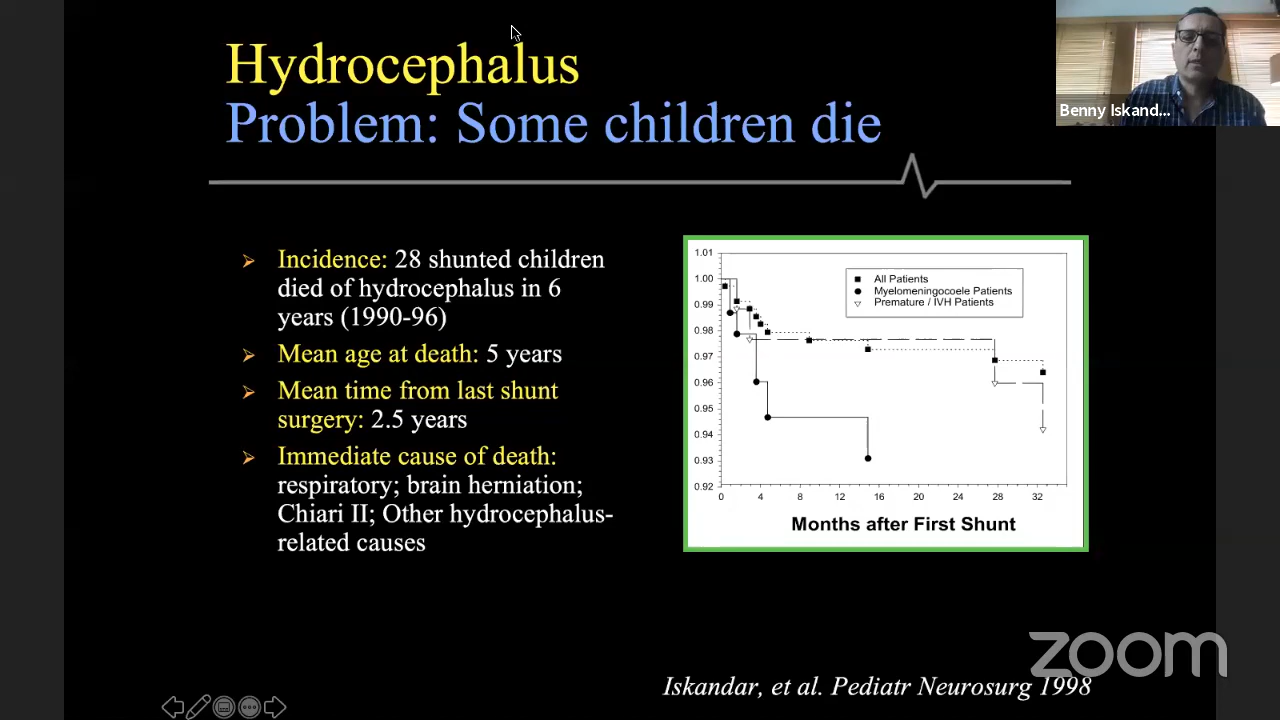 Hydrocephalus
Problem: Some children die
Benny Iskand...
➢ Incidence: 28 shunted children
died of hydrocephalus in 6
years (1990-96)
➢ Mean age at death: 5 years
➢ Mean time from last shunt
surgery: 2.5 years
➢ Immediate cause of death:
respiratory; brain herniation;
Chiari II; Other hydrocephalus-
related causes
1.01
1.00
0.99
0.98
0.97
0.96
0.95
0.94
0.93
0.92
All Patients
Myelomeningocoele Patients
Premature / IVH Patients
0 4 8 12 16 20 24 28 32
Months after First Shunt
zoom
Iskandar, et al. Pediatr Neurosurg 1998